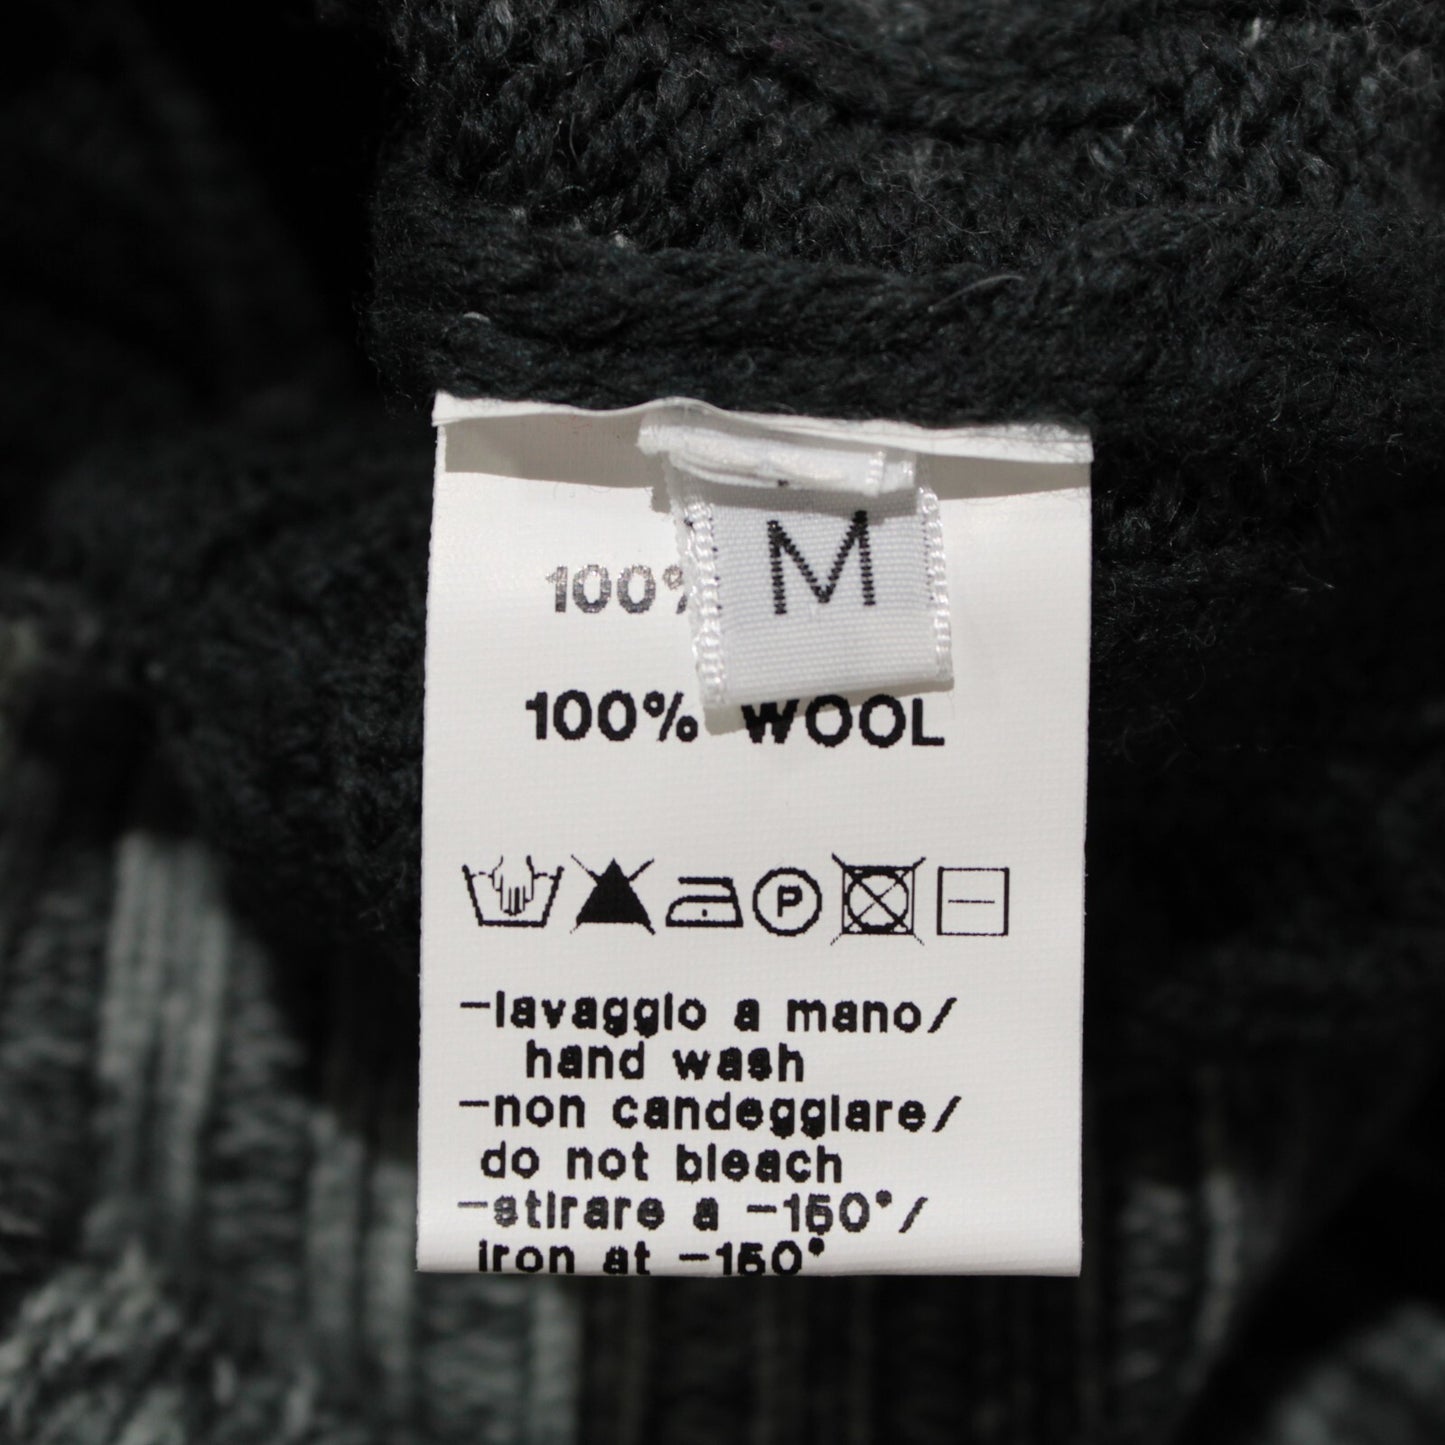 M
100%
100% WOOL
P
-lavaggio a mano/
hand wash
-non candeggiare/
do not bleach
-stirare a -150°/
iron at -150°